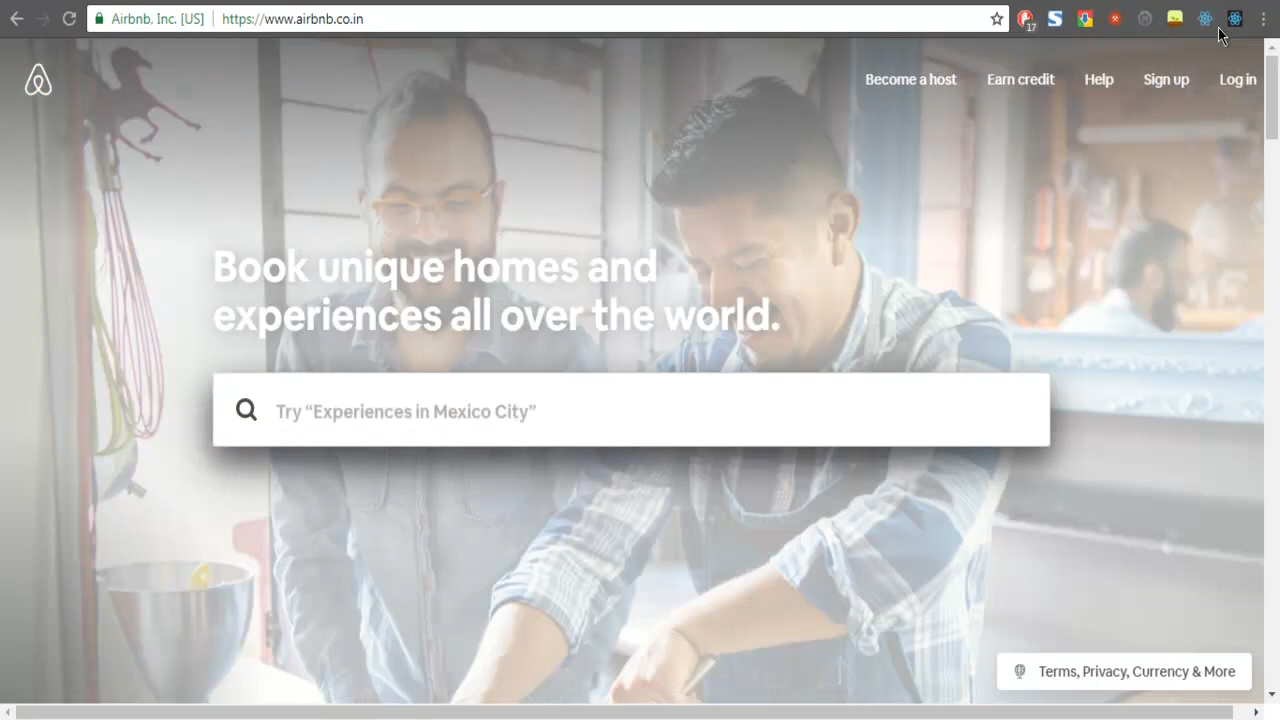 Airbnb, Inc. [US]
https://www.airbnb.co.in
17
S
Become a host
Earn credit
Help
Sign up
Log in
Book unique homes and
experiences all over the world.
Try “Experiences in Mexico City”
Terms, Privacy, Currency & More